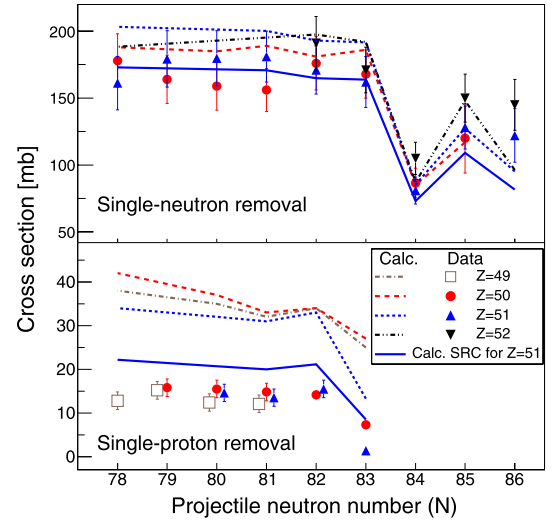 200
150
100
50
Cross section [mb]
Single-neutron removal
40
30
20
10
0
Calc. Data
Z=49
Z=50
Z=51
Z=52
Calc. SRC for Z=51
Single-proton removal
78 79 80 81 82 83 84 85 86
Projectile neutron number (N)